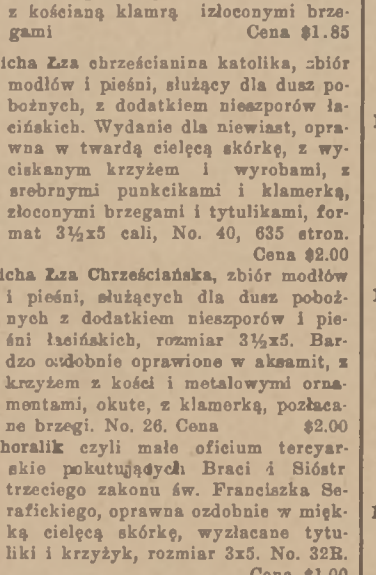 z kościaną klamrą izłoconymi brze-
gami Cena $1.85
icha Łza chrześcianina katolika, zbiór
modłów i pieśni, służący dla dusz po-
bożnych, z dodatkiem nieszporów ła-
cińskich. Wydanie dla niewiast, opra-
wna w twardą cielęcą skórkę, z wy-
ciskanym krzyżem i wyrobami, z
srebrnymi punkcikami i klamerką,
złoconymi brzegami i tytulikami, for-
mat 3½x5 cali, No. 40, 635 stron.
Cena $2.00
icha Łza Chrześciańska, zbiór modłów
i pieśni, służących dla dusz poboż-
nych z dodatkiem nieszporów i pie-
śni łasińskich, rozmiar 3½x5. Bar-
dzo ozdobnie oprawione w aksamit, z
krzyżem z kości i metalowymi orna-
mentami, okute, z klamerką, pozłaca-
ne brzegi. No. 26. Cena $2.00
horalik czyli małe oficium tercyar-
skie pokutujących Braci i Sióstr
trzeciego zakonu św. Franciszka Se-
rafickiego, oprawna ozdobnie w mięk-
ką cielęcą skórkę, wyzłacane tytu-
liki i krzyżyk, rozmiar 3x5. No. 32R.
Cena $1.00